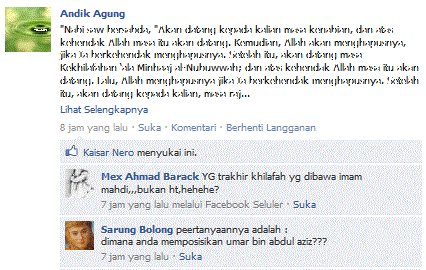 Andik Agung
"Nabi saw bersabda, "Akan datang kepada kalian masa kenabian, dan atas
kehendak Allah masa itu akan datang. Kemudian, Allah akan menghapusnya,
jika Ia berkehendak menghapusnya. Setelah itu, akan datang masa
Kekhilafahan 'ala Minhaaj al-Nubuwwah; dan atas kehendak Allah masa itu akan
datang. Lalu, Allah menghapusnya jika Ia berkehendak menghapusnya. Setelah
itu, akan datang kepada kalian, masa raj...
Lihat Selengkapnya
8 jam yang lalu · Suka · Komentari · Berhenti Langganan
Kaisar Nero menyukai ini.
Mex Ahmad Barack YG trakhir khilafah yg dibawa imam
mahdi,,,bukan ht,hehehe?
7 jam yang lalu melalui Facebook Seluler · Suka
Sarung Bolong peertanyaannya adalah :
dimana anda memposisikan umar bin abdul aziz???
7 jam yang lalu · Suka